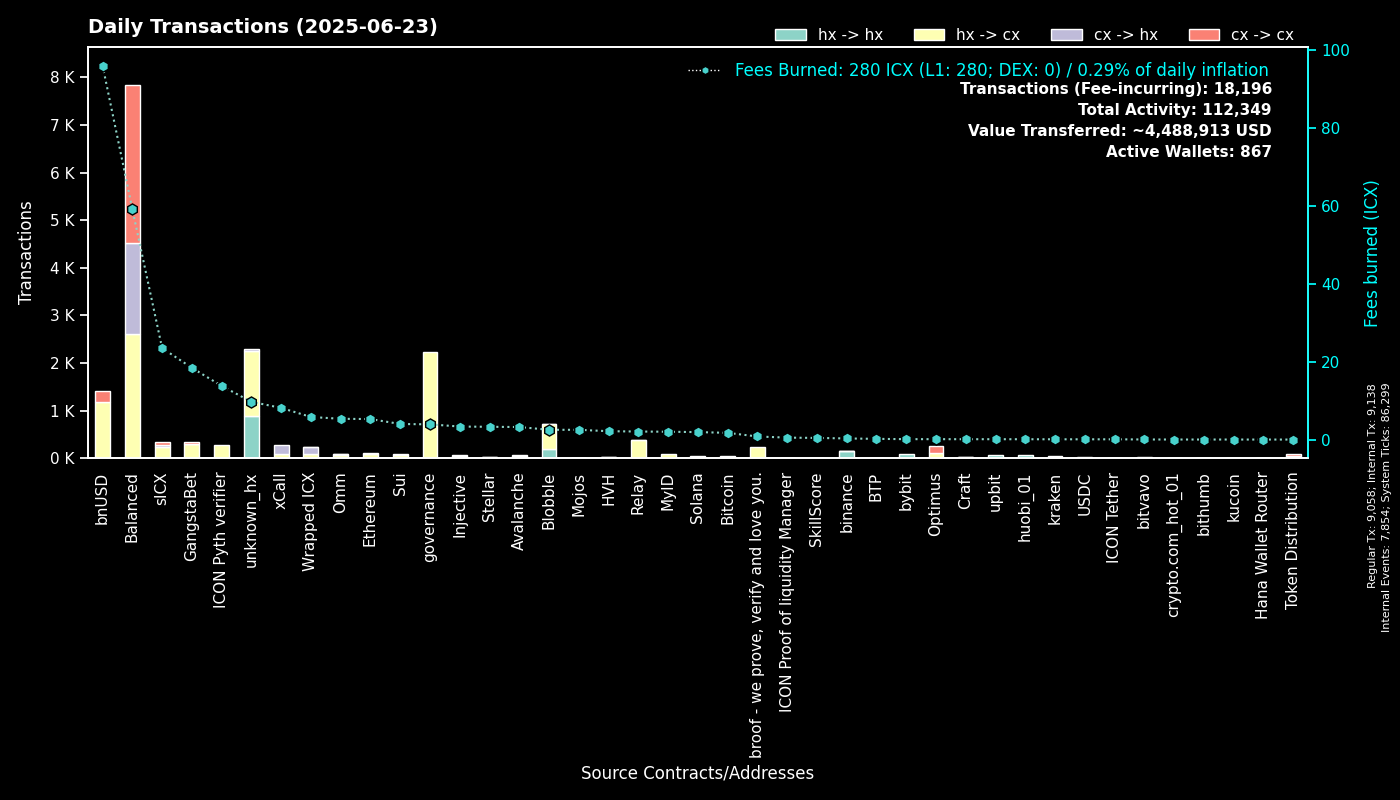 Daily Transactions (2025-06-23)
hx -> hx
hx -> cx
cx -> hx
cx -> cx
Fees Burned: 280 ICX (L1: 280; DEX: 0) / 0.29% of daily inflation
Transactions (Fee-incurring): 18,196
Total Activity: 112,349
Value Transferred: ~4,488,913 USD
Active Wallets: 867
Transactions
8 K
7 K
6 K
5 K
4 K
3 K
2 K
1 K
0 K
100
80
60
40
20
0
Fees burned (ICX)
Regular Tx: 9,058; Internal Tx: 9,138
Internal Events: 7,854; System Ticks: 86,299
bnUSD
Balanced
sICX
GangstaBet
ICON Pyth verifier
unknown_hx
xCall
Wrapped ICX
Omm
Ethereum
Sui
governance
Injective
Stellar
Avalanche
Blobble
Mojos
HVH
Relay
MyID
Solana
Bitcoin
broof - we prove, verify and love you.
ICON Proof of liquidity Manager
SkillScore
binance
BTP
bybit
Optimus
Craft
upbit
huobi_01
kraken
USDC
ICON Tether
bitvavo
crypto.com_hot_01
bithumb
kucoin
Hana Wallet Router
Token Distribution
Source Contracts/Addresses